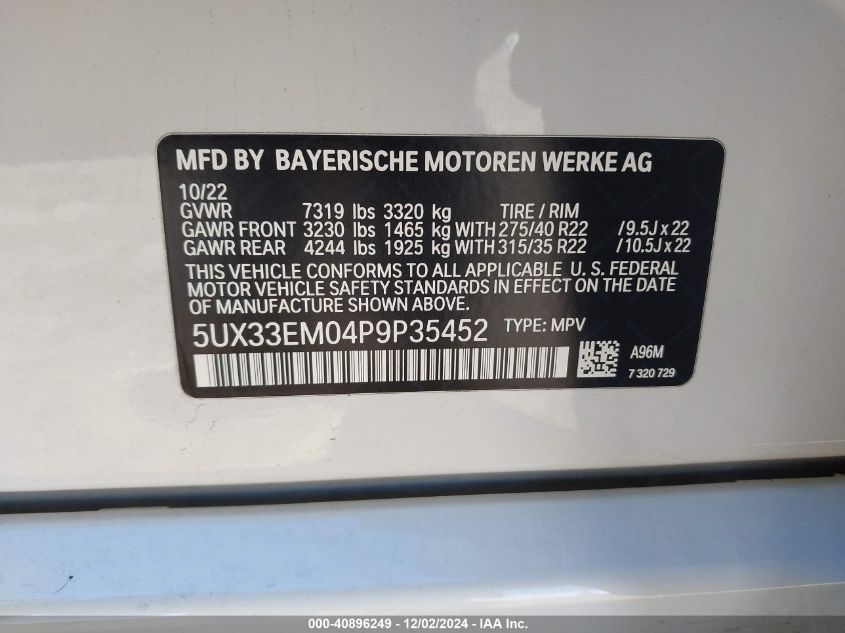 MFD BY BAYERISCHE MOTOREN WERKE AG
10/22
GVWR 7319 lbs 3320 kg TIRE / RIM
GAWR FRONT 3230 lbs 1465 kg WITH 275/40 R22 /9.5J x 22
GAWR REAR 4244 lbs 1925 kg WITH 315/35 R22 /10.5J x 22
THIS VEHICLE CONFORMS TO ALL APPLICABLE U. S. FEDERAL
MOTOR VEHICLE SAFETY STANDARDS IN EFFECT ON THE DATE
OF MANUFACTURE SHOWN ABOVE.
5UX33EM04P9P35452 TYPE: MPV
A96M
7 320 729
000-40896249 - 12/02/2024 - IAA Inc.